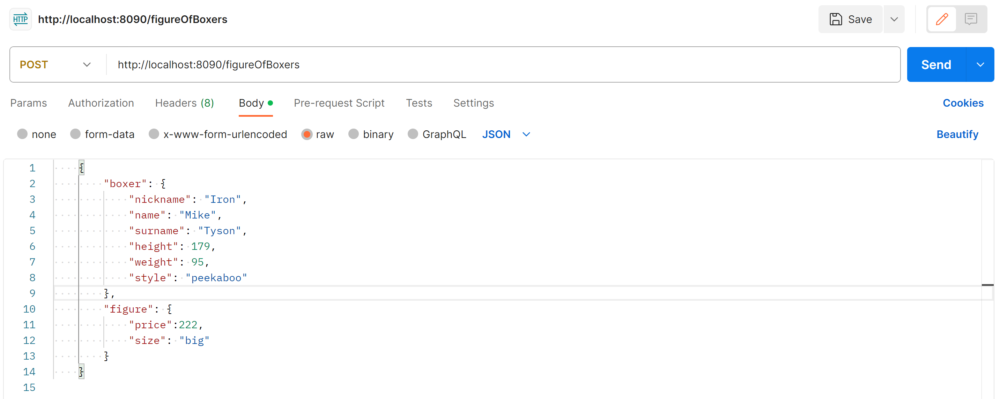 HTTP http://localhost:8090/figureOfBoxers Save
POST http://localhost:8090/figureOfBoxers Send
Params Authorization Headers (8) Body Pre-request Script Tests Settings Cookies
none form-data x-www-form-urlencoded raw binary GraphQL JSON Beautify
1 {
2 "boxer": {
3 "nickname": "Iron",
4 "name": "Mike",
5 "surname": "Tyson",
6 "height": 179,
7 "weight": 95,
8 "style": "peekaboo"
9 },
10 "figure": {
11 "price":222,
12 "size": "big"
13 }
14 }
15